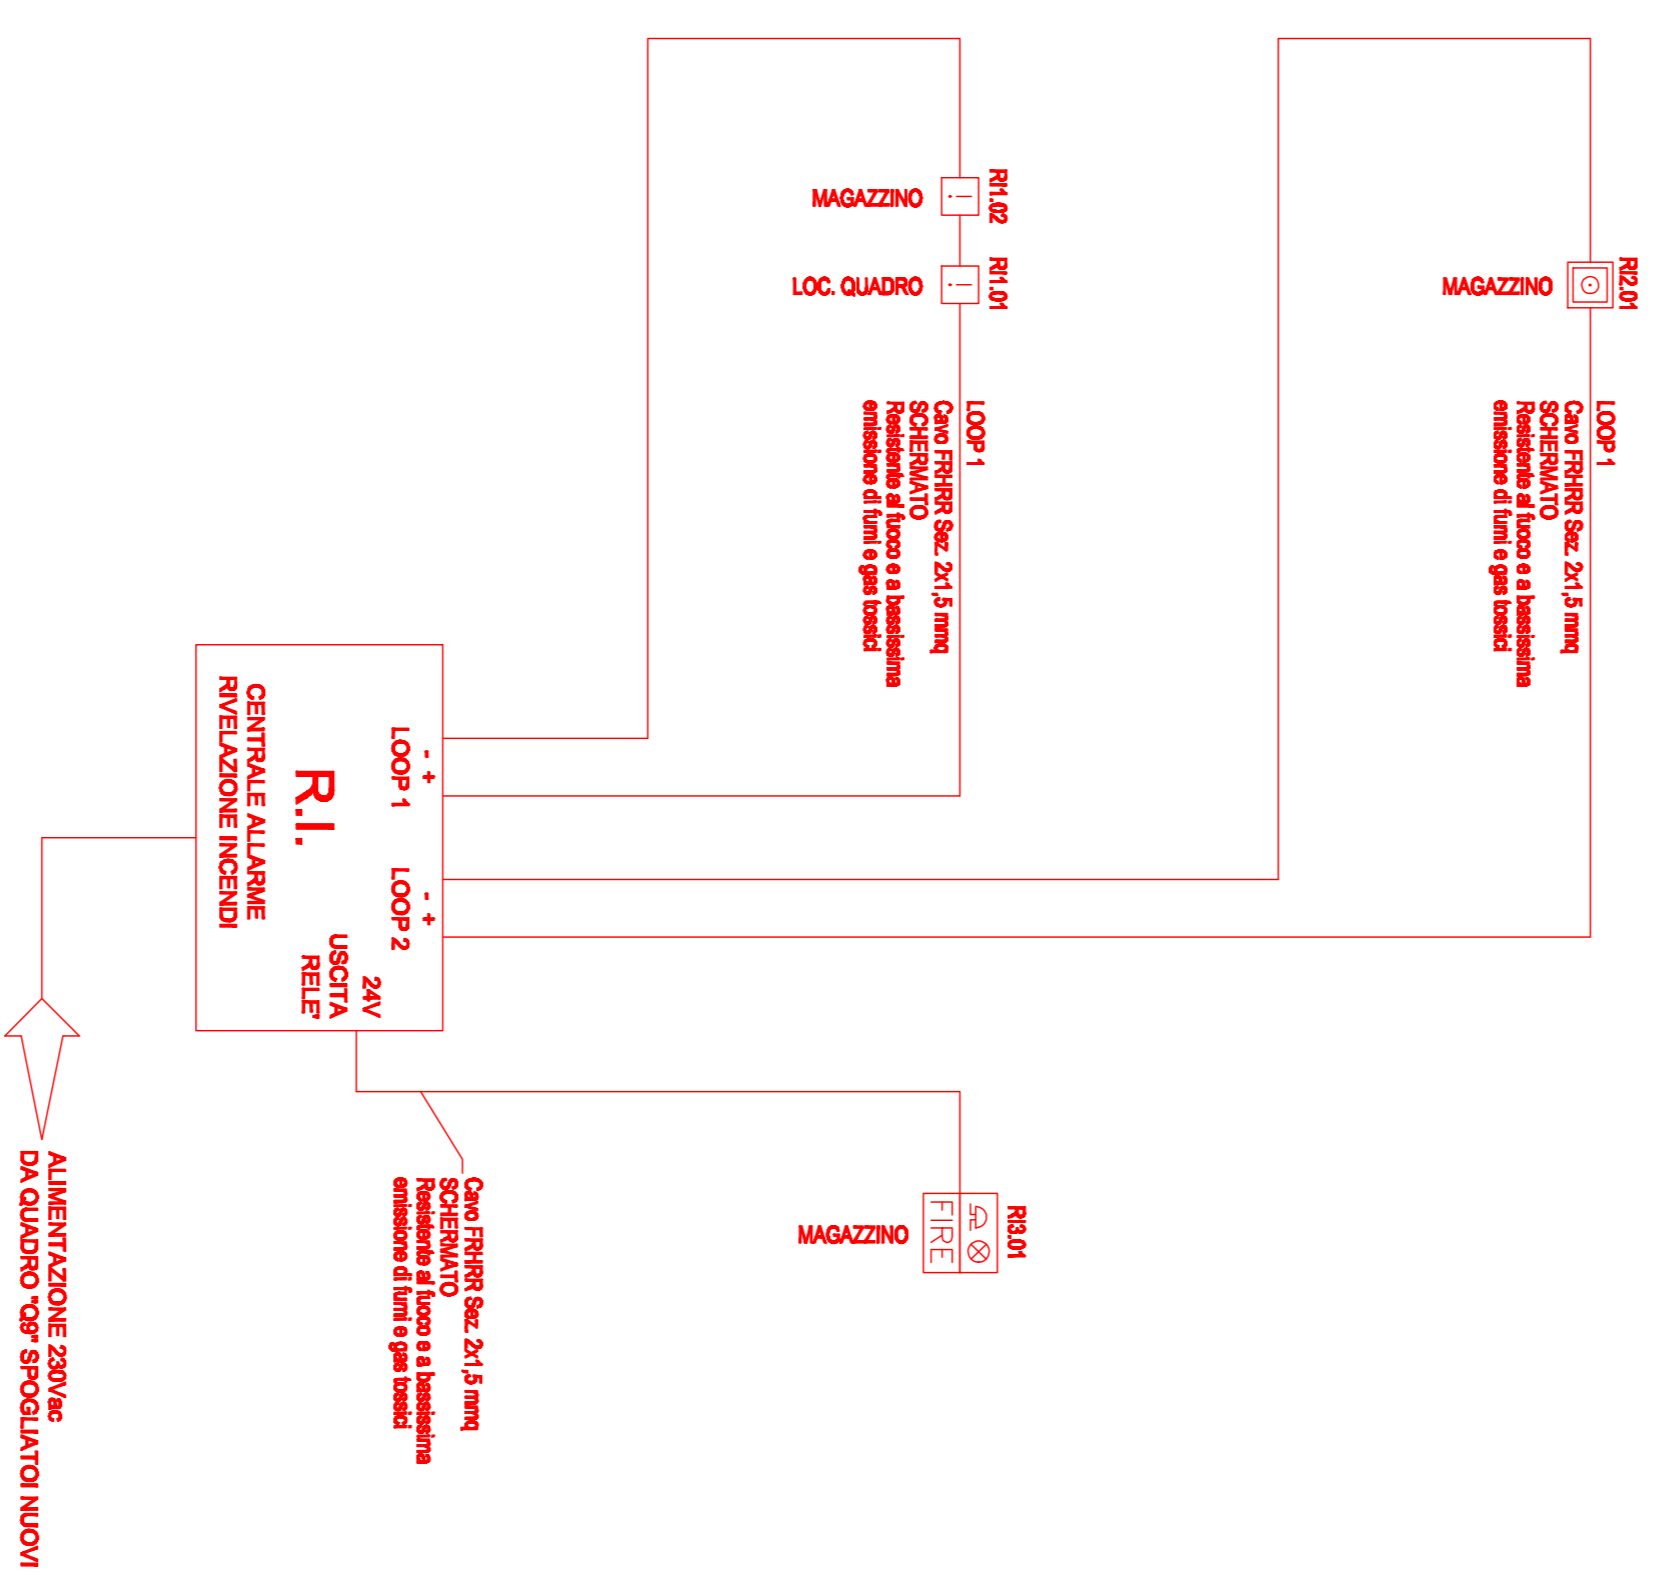 RI2.01
MAGAZZINO
LOOP 1
Cavo FRHRR Sez. 2x1,5 mmq
SCHERMATO
Resistente al fuoco e a bassissima
emissione di fumi e gas tossici
RI1.02
MAGAZZINO
RI1.01
LOC. QUADRO
LOOP 1
Cavo FRHRR Sez. 2x1,5 mmq
SCHERMATO
Resistente al fuoco e a bassissima
emissione di fumi e gas tossici
RI3.01
FIRE
MAGAZZINO
- +
LOOP 1
- +
LOOP 2
24V
USCITA
RELE'
R.I.
CENTRALE ALLARME
RIVELAZIONE INCENDI
Cavo FRHRR Sez. 2x1,5 mmq
SCHERMATO
Resistente al fuoco e a bassissima
emissione di fumi e gas tossici
ALIMENTAZIONE 230Vac
DA QUADRO "Q9" SPOGLIATOI NUOVI